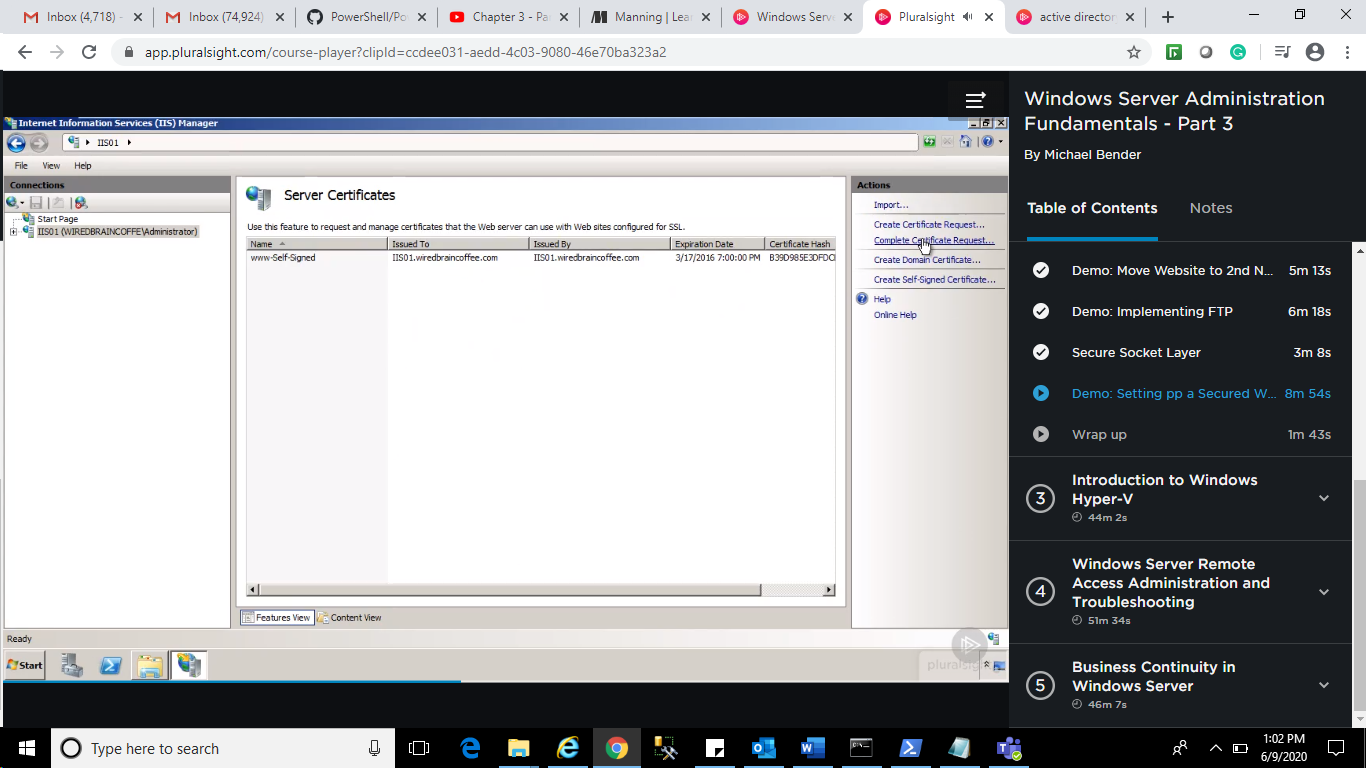 Inbox (4,718) -
Inbox (74,924)
PowerShell/Po
Chapter 3 - Pa
Manning | Lea
Windows Serv
Pluralsight
active director
app.pluralsight.com/course-player?clipId=ccdee031-aedd-4c03-9080-46e70ba323a2
Internet Information Services (IIS) Manager
IIS01
File View Help
Connections
Start Page
IIS01 (WIREDBRAINCOFFE\Administrator)
Server Certificates
Use this feature to request and manage certificates that the Web server can use with Web sites configured for SSL.
Name Issued To Issued By Expiration Date Certificate Hash
www-Self-Signed IIS01.wiredbraincoffee.com IIS01.wiredbraincoffee.com 3/17/2016 7:00:00 PM B39D985E3DFDC
Features View Content View
Actions
Import...
Create Certificate Request...
Complete Certificate Request...
Create Domain Certificate...
Create Self-Signed Certificate...
Help
Online Help
Ready
Start
pluralsig
Windows Server Administration
Fundamentals - Part 3
By Michael Bender
Table of Contents Notes
Demo: Move Website to 2nd N... 5m 13s
Demo: Implementing FTP 6m 18s
Secure Socket Layer 3m 8s
Demo: Setting pp a Secured W... 8m 54s
Wrap up 1m 43s
3 Introduction to Windows
Hyper-V
44m 2s
4 Windows Server Remote
Access Administration and
Troubleshooting
51m 34s
5 Business Continuity in
Windows Server
46m 7s
Type here to search
1:02 PM
6/9/2020